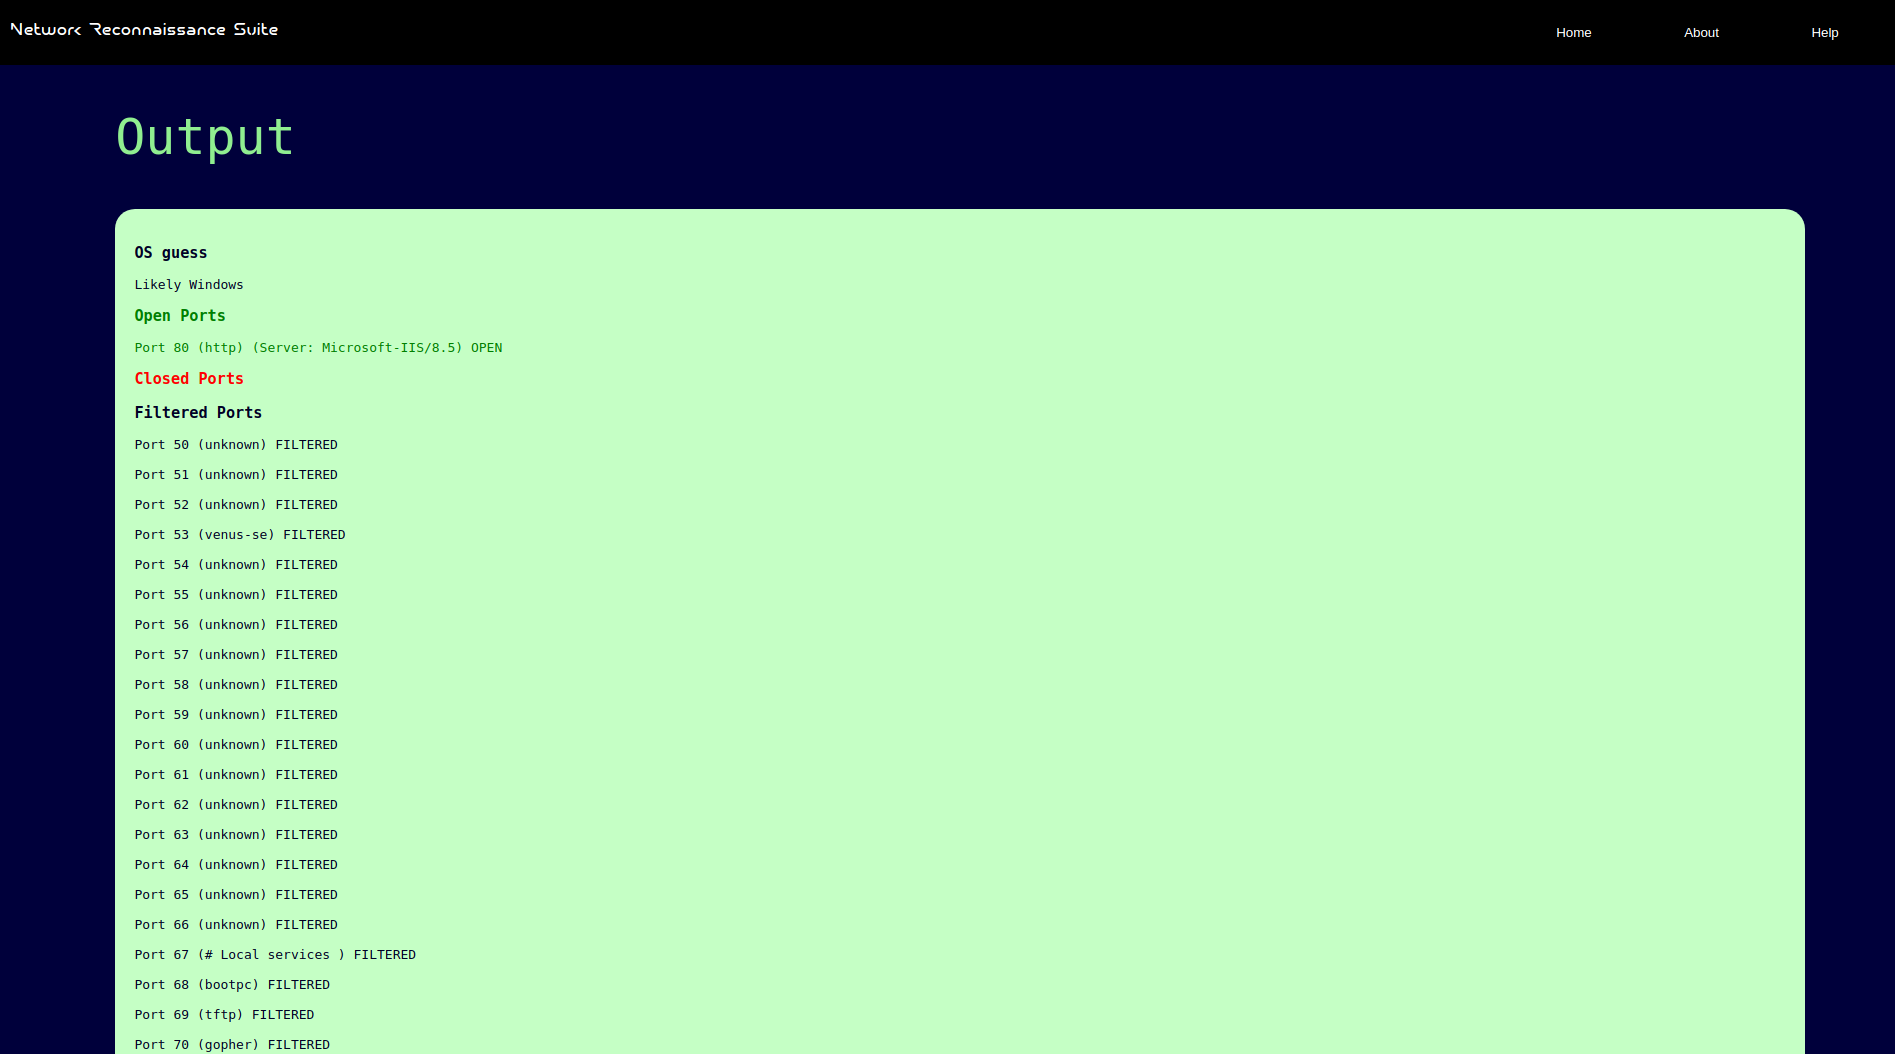 Network Reconnaissance Suite
Home About Help
Output
OS guess
Likely Windows
Open Ports
Port 80 (http) (Server: Microsoft-IIS/8.5) OPEN
Closed Ports
Filtered Ports
Port 50 (unknown) FILTERED
Port 51 (unknown) FILTERED
Port 52 (unknown) FILTERED
Port 53 (venus-se) FILTERED
Port 54 (unknown) FILTERED
Port 55 (unknown) FILTERED
Port 56 (unknown) FILTERED
Port 57 (unknown) FILTERED
Port 58 (unknown) FILTERED
Port 59 (unknown) FILTERED
Port 60 (unknown) FILTERED
Port 61 (unknown) FILTERED
Port 62 (unknown) FILTERED
Port 63 (unknown) FILTERED
Port 64 (unknown) FILTERED
Port 65 (unknown) FILTERED
Port 66 (unknown) FILTERED
Port 67 (# Local services ) FILTERED
Port 68 (bootpc) FILTERED
Port 69 (tftp) FILTERED
Port 70 (gopher) FILTERED